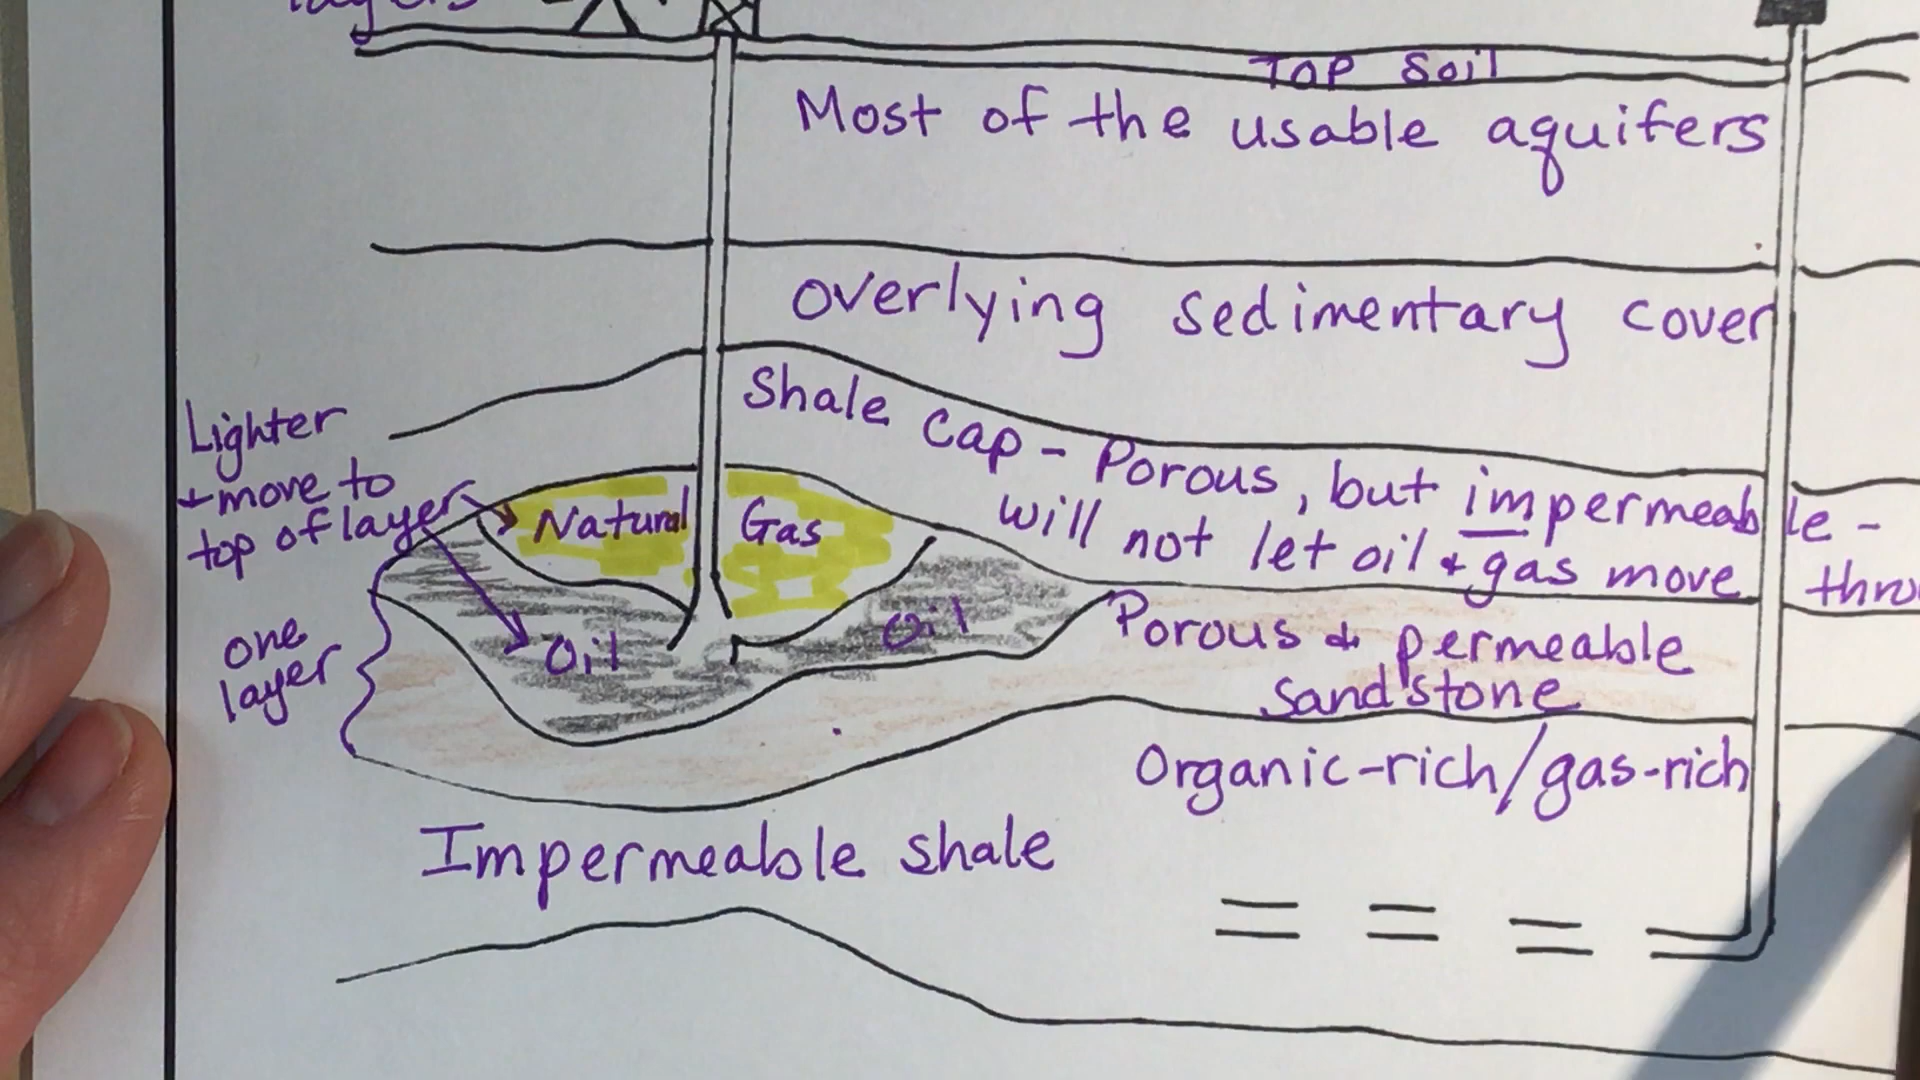 layers
TOP Soil
Most of the usable aquifers
Overlying sedimentary cover
Shale Cap - Porous, but impermeable -
will not let oil + gas move
Lighter
+ move to
top of layer
Natural Gas
Oil
Oil
one
layer
Porous + permeable
Sandstone
Organic-rich/gas-rich
Impermeable shale